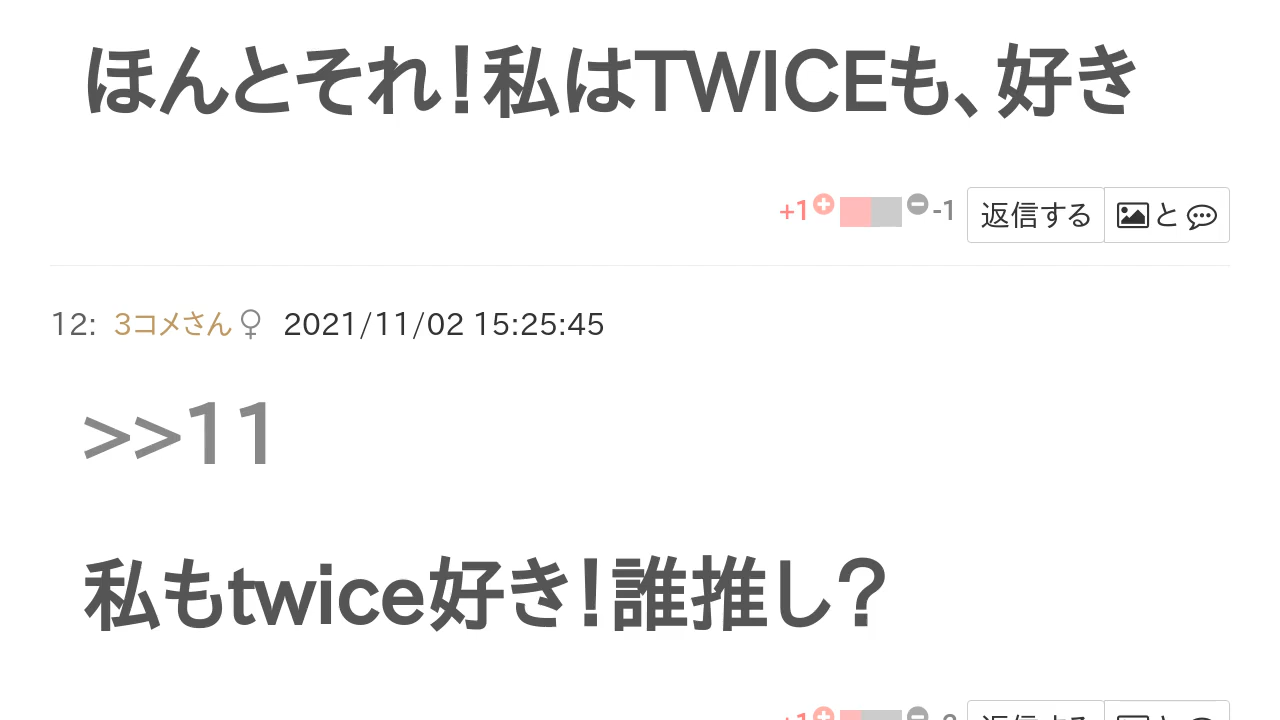 ほんとそれ！私はTWICEも、好き
+1 -1 返信する と
12: 3コメさん♀ 2021/11/02 15:25:45
>>11
私もtwice好き！誰推し？